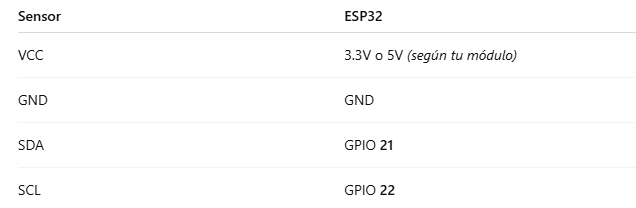 Sensor ESP32
VCC 3.3V o 5V (según tu módulo)
GND GND
SDA GPIO 21
SCL GPIO 22